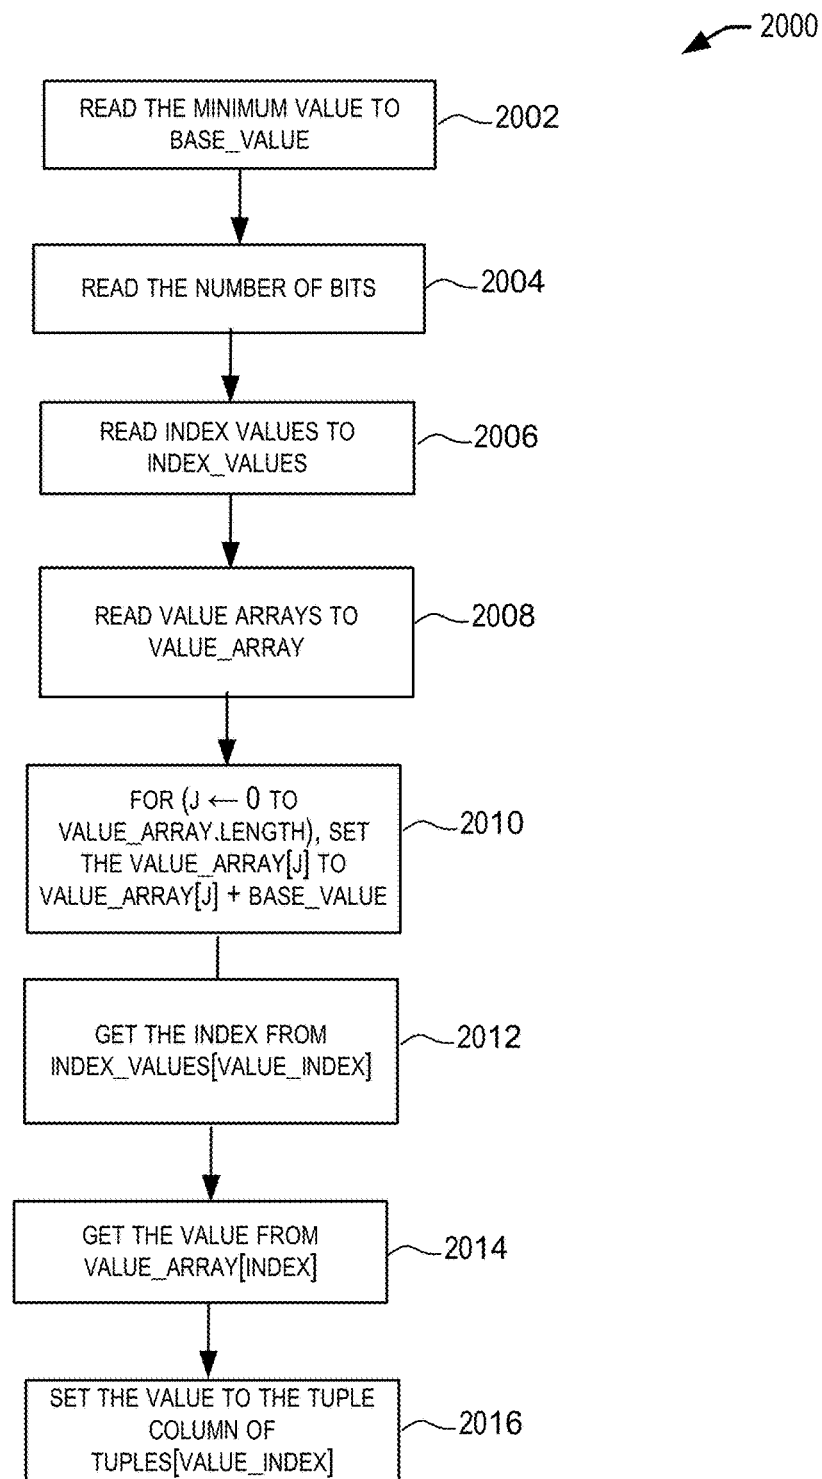 2000
READ THE MINIMUM VALUE TO
BASE_VALUE
2002
READ THE NUMBER OF BITS
2004
READ INDEX VALUES TO
INDEX_VALUES
2006
READ VALUE ARRAYS TO
VALUE_ARRAY
2008
FOR (J ← 0 TO
VALUE_ARRAY.LENGTH), SET
THE VALUE_ARRAY[J] TO
VALUE_ARRAY[J] + BASE_VALUE
2010
GET THE INDEX FROM
INDEX_VALUES[VALUE_INDEX]
2012
GET THE VALUE FROM
VALUE_ARRAY[INDEX]
2014
SET THE VALUE TO THE TUPLE
COLUMN OF
TUPLES[VALUE_INDEX]
2016